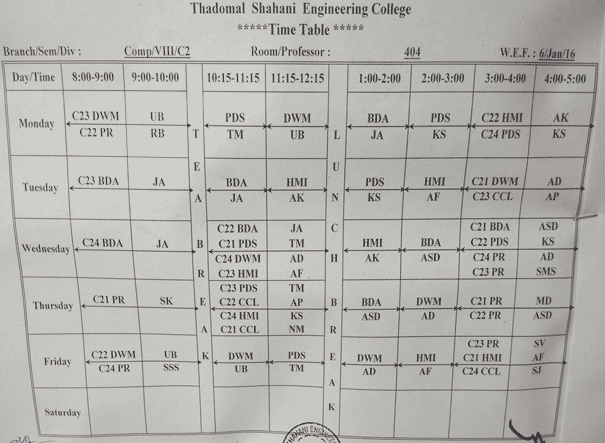 Thadomal Shahani Engineering College
*****Time Table *****
Branch/Sem/Div : Comp/VIII/C2 Room/Professor : 404 W.E.F. : 6/Jan/16
Day/Time 8:00-9:00 9:00-10:00 10:15-11:15 11:15-12:15 1:00-2:00 2:00-3:00 3:00-4:00 4:00-5:00
TEA BREAK
LUNCH BREAK
C23 DWM UB PDS DWM BDA PDS C22 HMI AK
Monday
C22 PR RB TM UB JA KS C24 PDS KS
C23 BDA JA BDA HMI PDS HMI C21 DWM AD
Tuesday
JA AK KS AF C23 CCL AP
C22 BDA JA C21 BDA ASD
C21 PDS TM HMI BDA C22 PDS KS
Wednesday C24 BDA JA
C24 DWM AD AK ASD C24 PR AD
C23 HMI AF C23 PR SMS
C23 PDS TM
C21 PR SK C22 CCL AP BDA DWM C21 PR MD
Thursday
C24 HMI KS ASD AD C22 PR ASD
C21 CCL NM
C23 PR SV
C22 DWM UB DWM PDS DWM HMI C21 HMI AF
Friday
C24 PR SSS UB TM AD AF C24 CCL SJ
Saturday